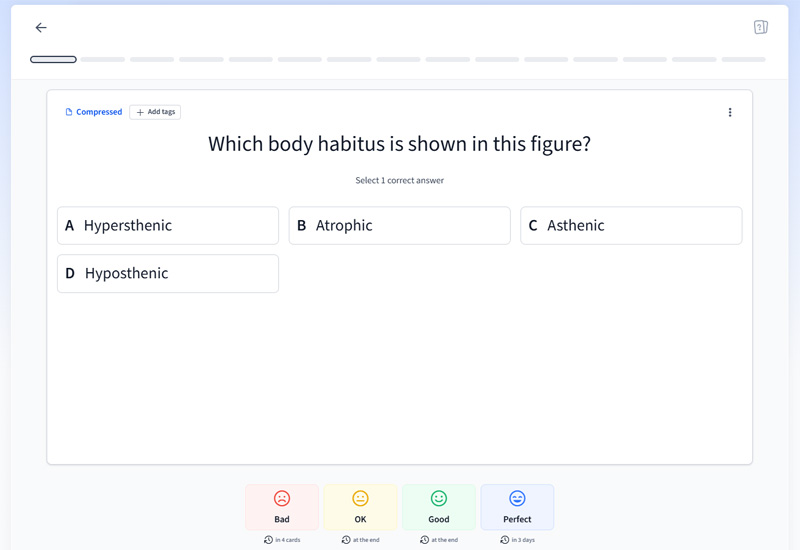 Compressed
Add tags
Which body habitus is shown in this figure?
Select 1 correct answer
A Hypersthenic
B Atrophic
C Asthenic
D Hyposthenic
Bad
OK
Good
Perfect
in 4 cards
at the end
at the end
in 3 days